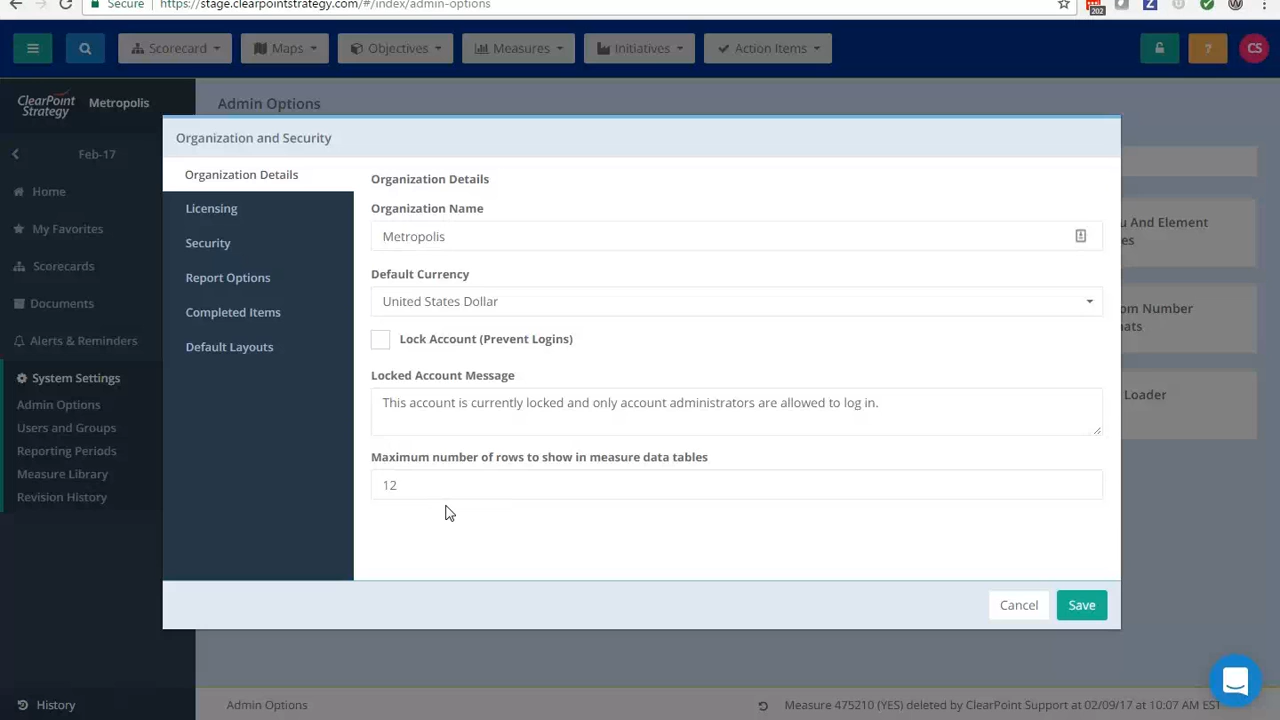 Secure https://stage.clearpointstrategy.com/#/index/admin-options
202
Scorecard
Maps
Objectives
Measures
Initiatives
Action Items
?
CS
ClearPoint Strategy
Metropolis
Admin Options
Feb-17
Home
My Favorites
Scorecards
Documents
Alerts & Reminders
System Settings
Admin Options
Users and Groups
Reporting Periods
Measure Library
Revision History
History
Organization and Security
Organization Details
Licensing
Security
Report Options
Completed Items
Default Layouts
Organization Details
Organization Name
Metropolis
Default Currency
United States Dollar
Lock Account (Prevent Logins)
Locked Account Message
This account is currently locked and only account administrators are allowed to log in.
Maximum number of rows to show in measure data tables
12
Cancel
Save
And Element
Number
Loader
Admin Options
Measure 475210 (YES) deleted by ClearPoint Support at 02/09/17 at 10:07 AM EST